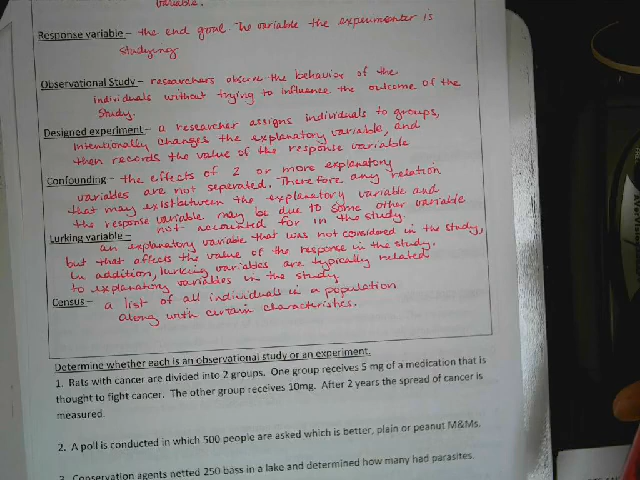 variable.
Response variable – the end goal. The variable the experimenter is
studying
Observational Study – researchers observe the behavior of the
individuals without trying to influence the outcome of the
study.
Designed experiment – a researcher assigns individuals to groups,
intentionally changes the explanatory variable, and
then records the value of the response variable
Confounding – the effects of 2 or more explanatory
variables are not seperated. Therefore any relation
that may exist between the explanatory variable and
the response variable may be due to some other variable
not accounted for in the study.
Lurking variable –
an explanatory variable that was not considered in the study,
but that affects the value of the response in the study.
In addition, lurking variables are typically related
to explanatory variables in the study
Census – a list of all individuals in a population
along with certain characteristics.
Determine whether each is an observational study or an experiment.
1. Rats with cancer are divided into 2 groups. One group receives 5 mg of a medication that is
thought to fight cancer. The other group receives 10mg. After 2 years the spread of cancer is
measured.
2. A poll is conducted in which 500 people are asked which is better, plain or peanut M&Ms.
3. Conservation agents netted 250 bass in a lake and determined how many had parasites.